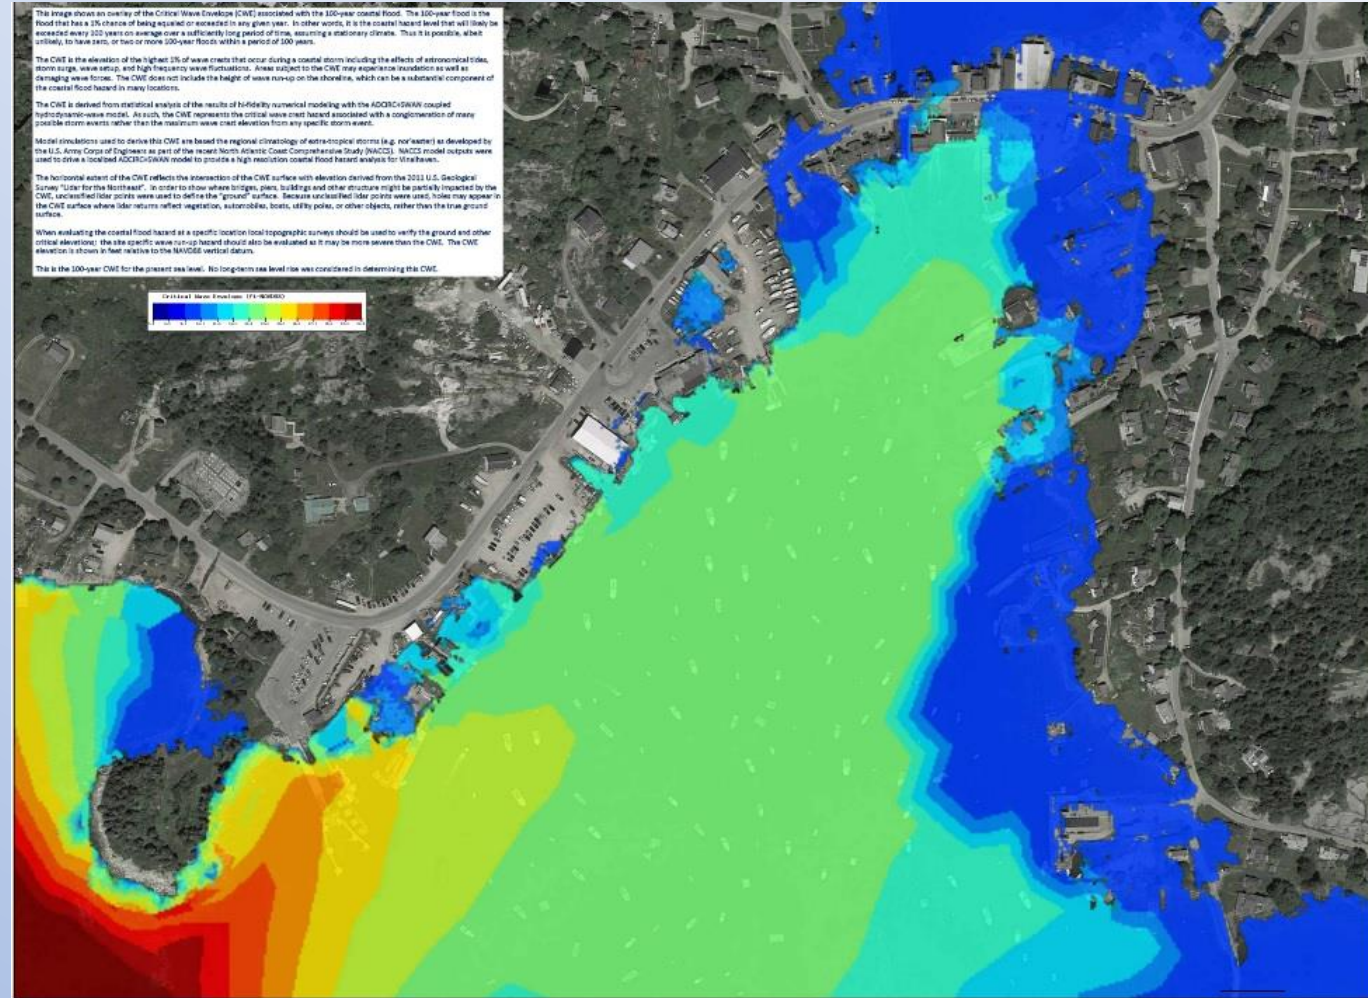 This image shows an overlay of the Critical Wave Envelope (CWE) associated with the 100-year coastal flood. The 100-year flood is the
flood that has a 1% chance of being equaled or exceeded in any given year. In other words, it is the coastal hazard level that will likely be
exceeded every 100 years on average over a sufficiently long period of time, assuming a stationary climate. Thus it is possible, albeit
unlikely, to have zero, or two or more 100-year floods within a period of 100 years.
The CWE is the elevation of the highest 1% of wave crests that occur during a coastal storm including the effects of astronomical tides,
storm surge, wave setup, and high frequency wave fluctuations. Areas subject to the CWE may experience inundation as well as
damaging wave forces. The CWE does not include the height of wave run-up on the shoreline, which can be a substantial component of
the coastal flood hazard in many locations.
The CWE is derived from statistical analysis of the results of hi-fidelity numerical modeling with the ADCIRC+SWAN coupled
hydrodynamic-wave model. As such, the CWE represents the critical wave crest hazard associated with a conglomeration of many
possible storm events rather than the maximum wave crest elevation from any specific storm event.
Model simulations used to derive this CWE are based the regional climatology of extra-tropical storms (e.g. nor'easter) as developed by
the U.S. Army Corps of Engineers as part of the recent North Atlantic Coast Comprehensive Study (NACCS). NACCS model outputs were
used to drive a localized ADCIRC+SWAN model to provide a high resolution coastal flood hazard analysis for Vinalhaven.
The horizontal extent of the CWE reflects the intersection of the CWE surface with elevation derived from the 2011 U.S. Geological
Survey "Lidar for the Northeast". In order to show where bridges, piers, buildings and other structure might be partially impacted by the
CWE, unclassified lidar points were used to define the "ground" surface. Because unclassified lidar points were used, holes may appear in
the CWE surface where lidar returns reflect vegetation, automobiles, boats, utility poles, or other objects, rather than the true ground
surface.
When evaluating the coastal flood hazard at a specific location local topographic surveys should be used to verify the ground and other
critical elevations; the site specific wave run-up hazard should also be evaluated as it may be more severe than the CWE. The CWE
elevation is shown in feet relative to the NAVD88 vertical datum.
This is the 100-year CWE for the present sea level. No long-term sea level rise was considered in determining this CWE.
Critical Wave Envelope (ft-NAVD88)